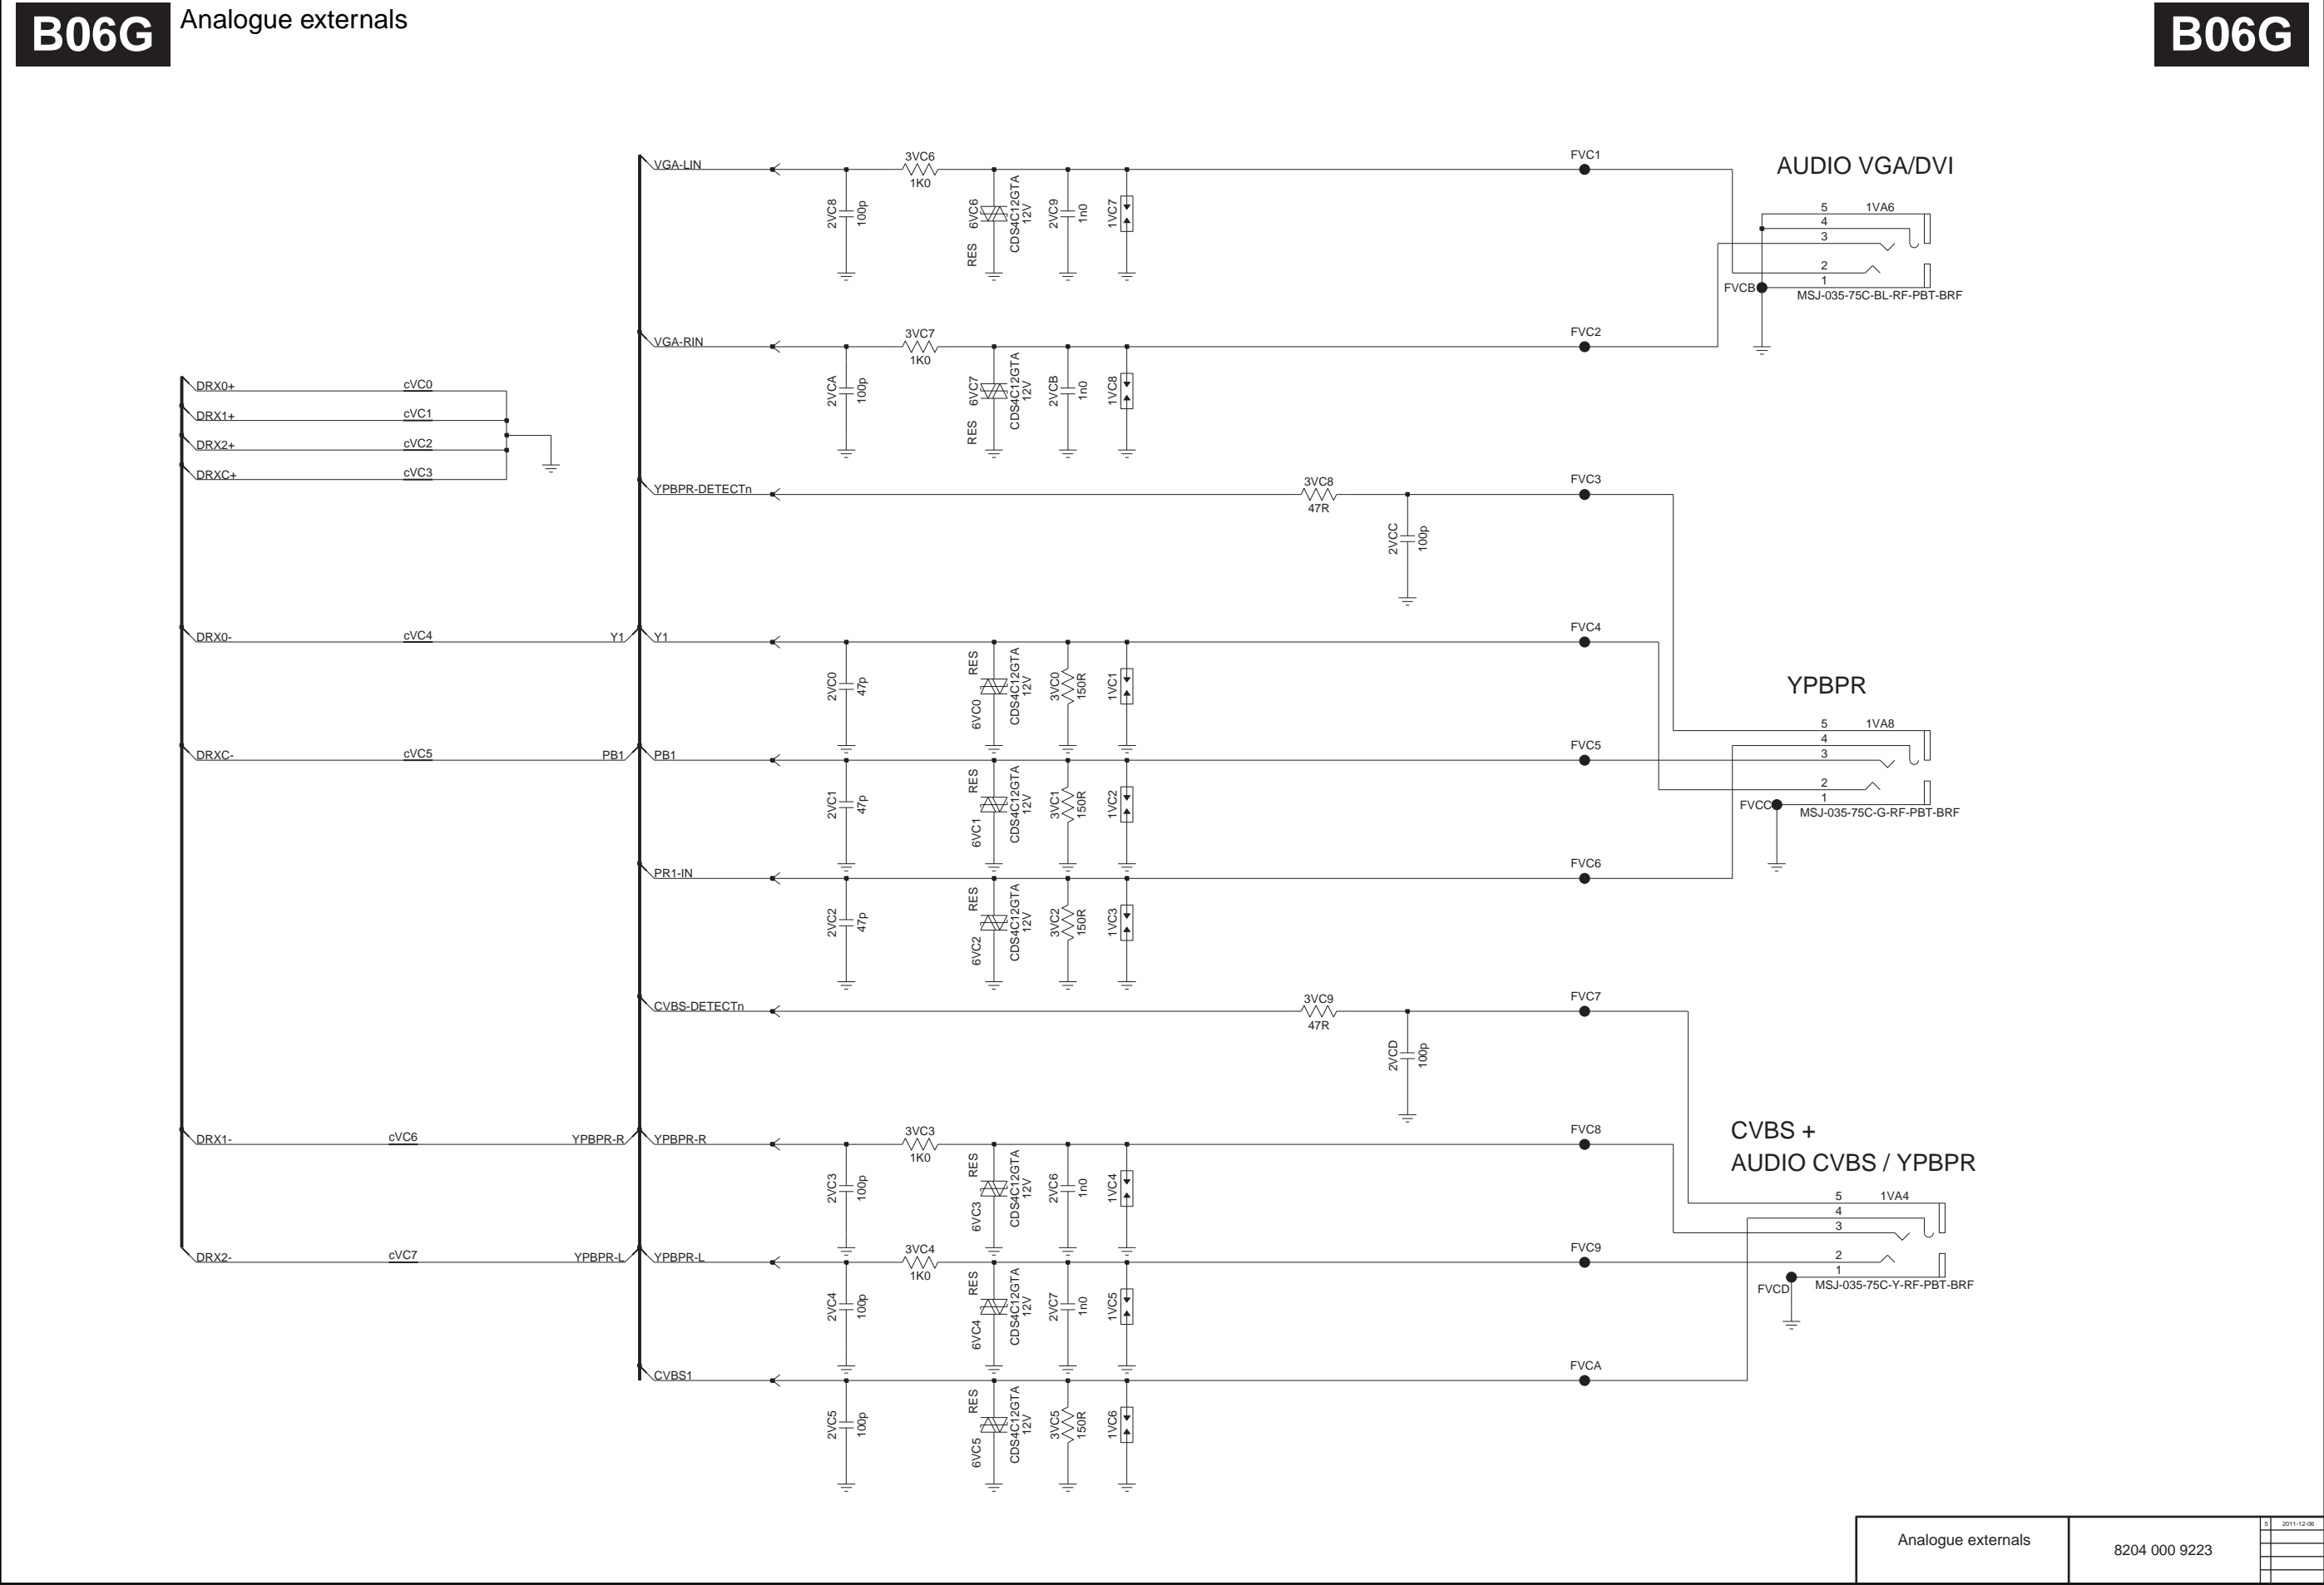 B06G
Analogue externals
B06G
VGA-LIN
2VC8
100p
3VC6
1K0
RES
6VC6
CDS4C12GTA
12V
2VC9
1n0
1VC7
FVC1
AUDIO VGA/DVI
5
1VA6
4
3
2
1
FVCB
MSJ-035-75C-BL-RF-PBT-BRF
VGA-RIN
2VCA
100p
3VC7
1K0
RES
6VC7
CDS4C12GTA
12V
2VCB
1n0
1VC8
FVC2
DRX0+
cVC0
DRX1+
cVC1
DRX2+
cVC2
DRXC+
cVC3
YPBPR-DETECTn
3VC8
47R
2VCC
100p
FVC3
DRX0-
cVC4
Y1
Y1
2VC0
47p
RES
6VC0
CDS4C12GTA
12V
3VC0
150R
1VC1
FVC4
YPBPR
5
1VA8
4
3
2
1
FVCC
MSJ-035-75C-G-RF-PBT-BRF
DRXC-
cVC5
PB1
PB1
2VC1
47p
RES
6VC1
CDS4C12GTA
12V
3VC1
150R
1VC2
FVC5
PR1-IN
2VC2
47p
RES
6VC2
CDS4C12GTA
12V
3VC2
150R
1VC3
FVC6
CVBS-DETECTn
3VC9
47R
2VCD
100p
FVC7
DRX1-
cVC6
YPBPR-R
YPBPR-R
2VC3
100p
3VC3
1K0
RES
6VC3
CDS4C12GTA
12V
2VC6
1n0
1VC4
FVC8
CVBS +
AUDIO CVBS / YPBPR
5
1VA4
4
3
2
1
FVCD
MSJ-035-75C-Y-RF-PBT-BRF
DRX2-
cVC7
YPBPR-L
YPBPR-L
2VC4
100p
3VC4
1K0
RES
6VC4
CDS4C12GTA
12V
2VC7
1n0
1VC5
FVC9
CVBS1
2VC5
100p
RES
6VC5
CDS4C12GTA
12V
3VC5
150R
1VC6
FVCA
Analogue externals
8204 000 9223
5
2011-12-06